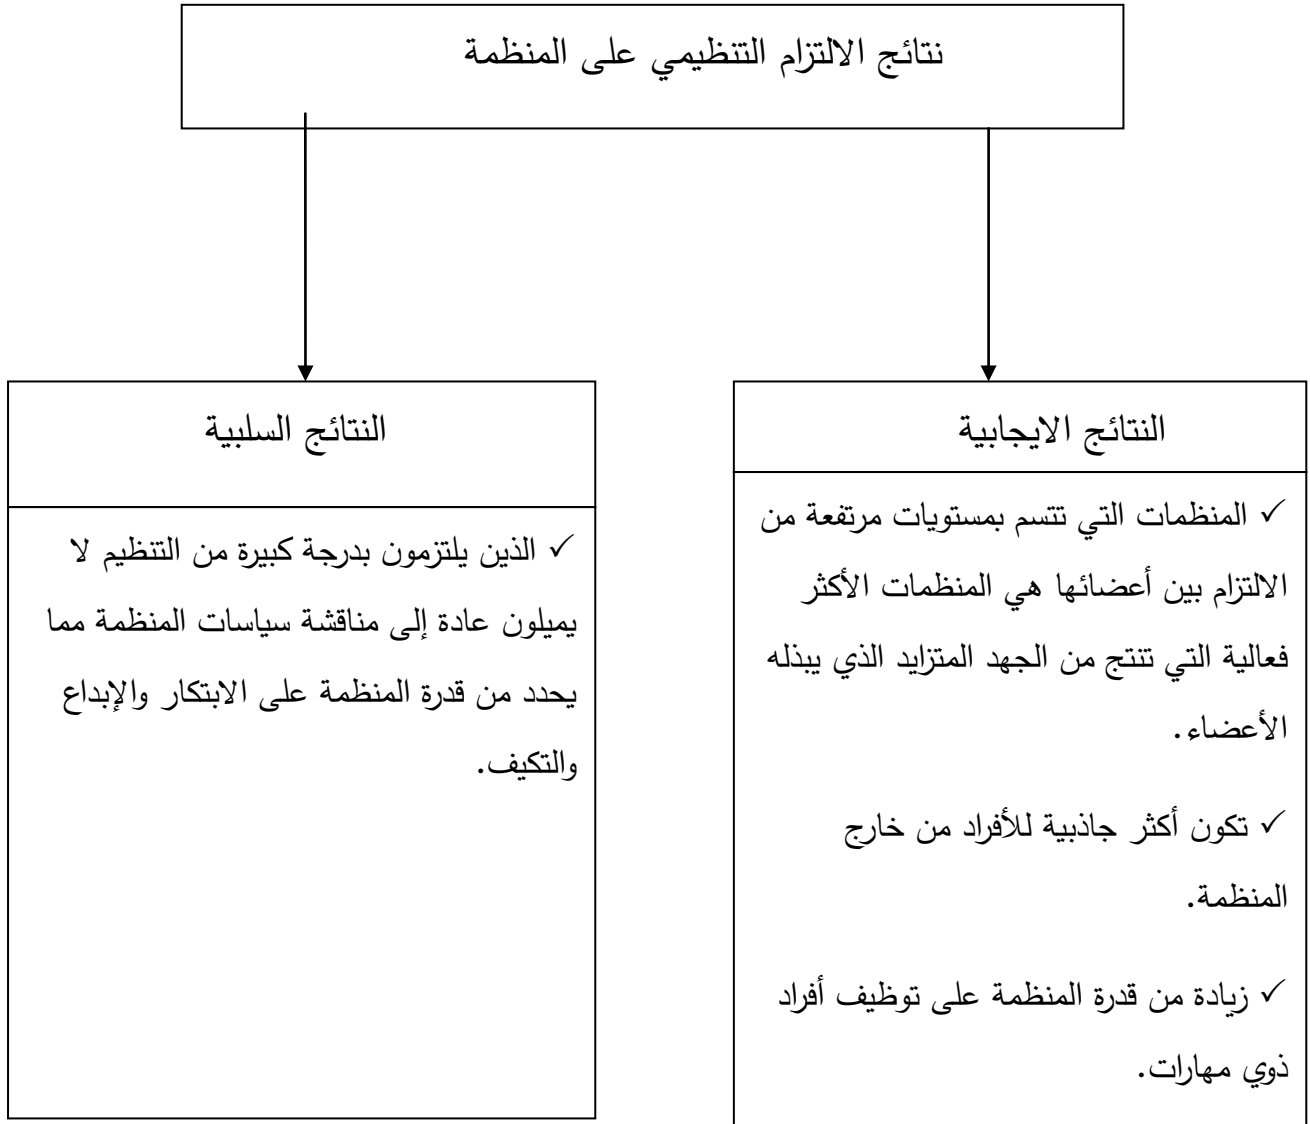 نتائج الالتزام التنظيمي على المنظمة
النتائج الايجابية
✓ المنظمات التي تتسم بمستويات مرتفعة من
الالتزام بين أعضائها هي المنظمات الأكثر
فعالية التي تنتج من الجهد المتزايد الذي يبذله
الأعضاء.
✓ تكون أكثر جاذبية للأفراد من خارج
المنظمة.
✓ زيادة من قدرة المنظمة على توظيف أفراد
ذوي مهارات.
النتائج السلبية
✓ الذين يلتزمون بدرجة كبيرة من التنظيم لا
يميلون عادة إلى مناقشة سياسات المنظمة مما
يحدد من قدرة المنظمة على الابتكار والإبداع
والتكيف.